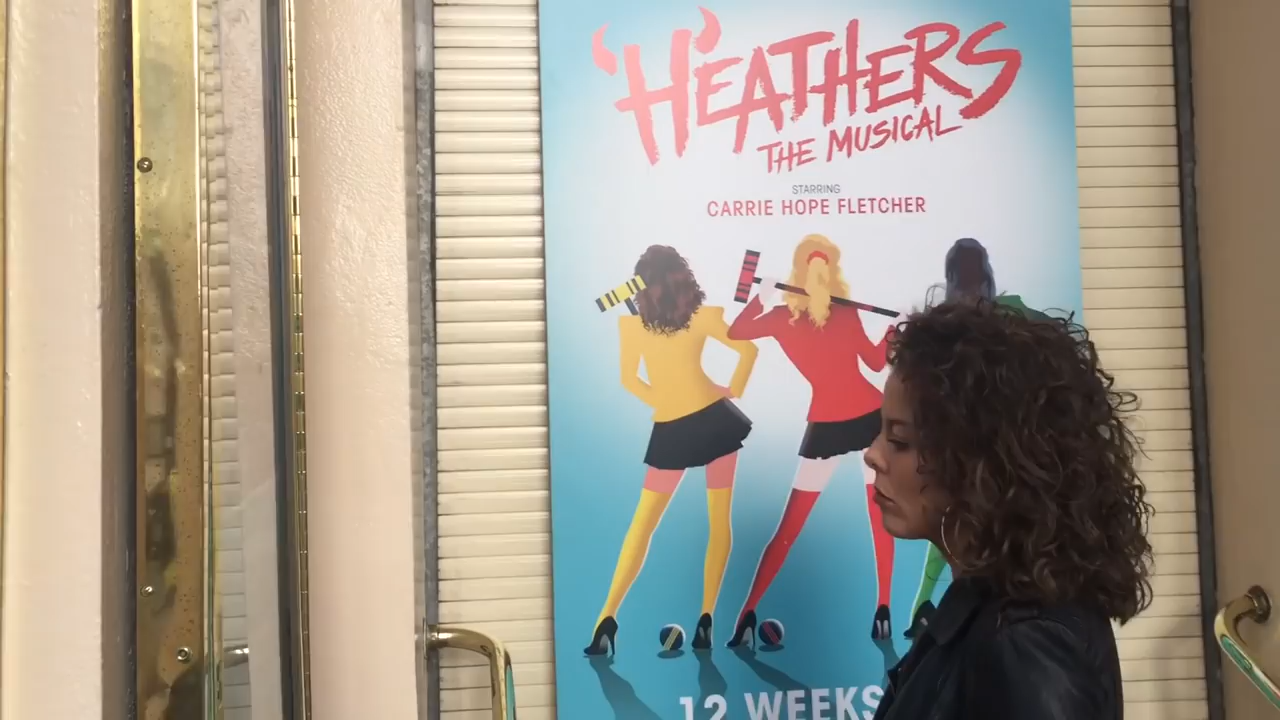 'HEATHERS
THE MUSICAL
STARRING
CARRIE HOPE FLETCHER
12 WEEKS